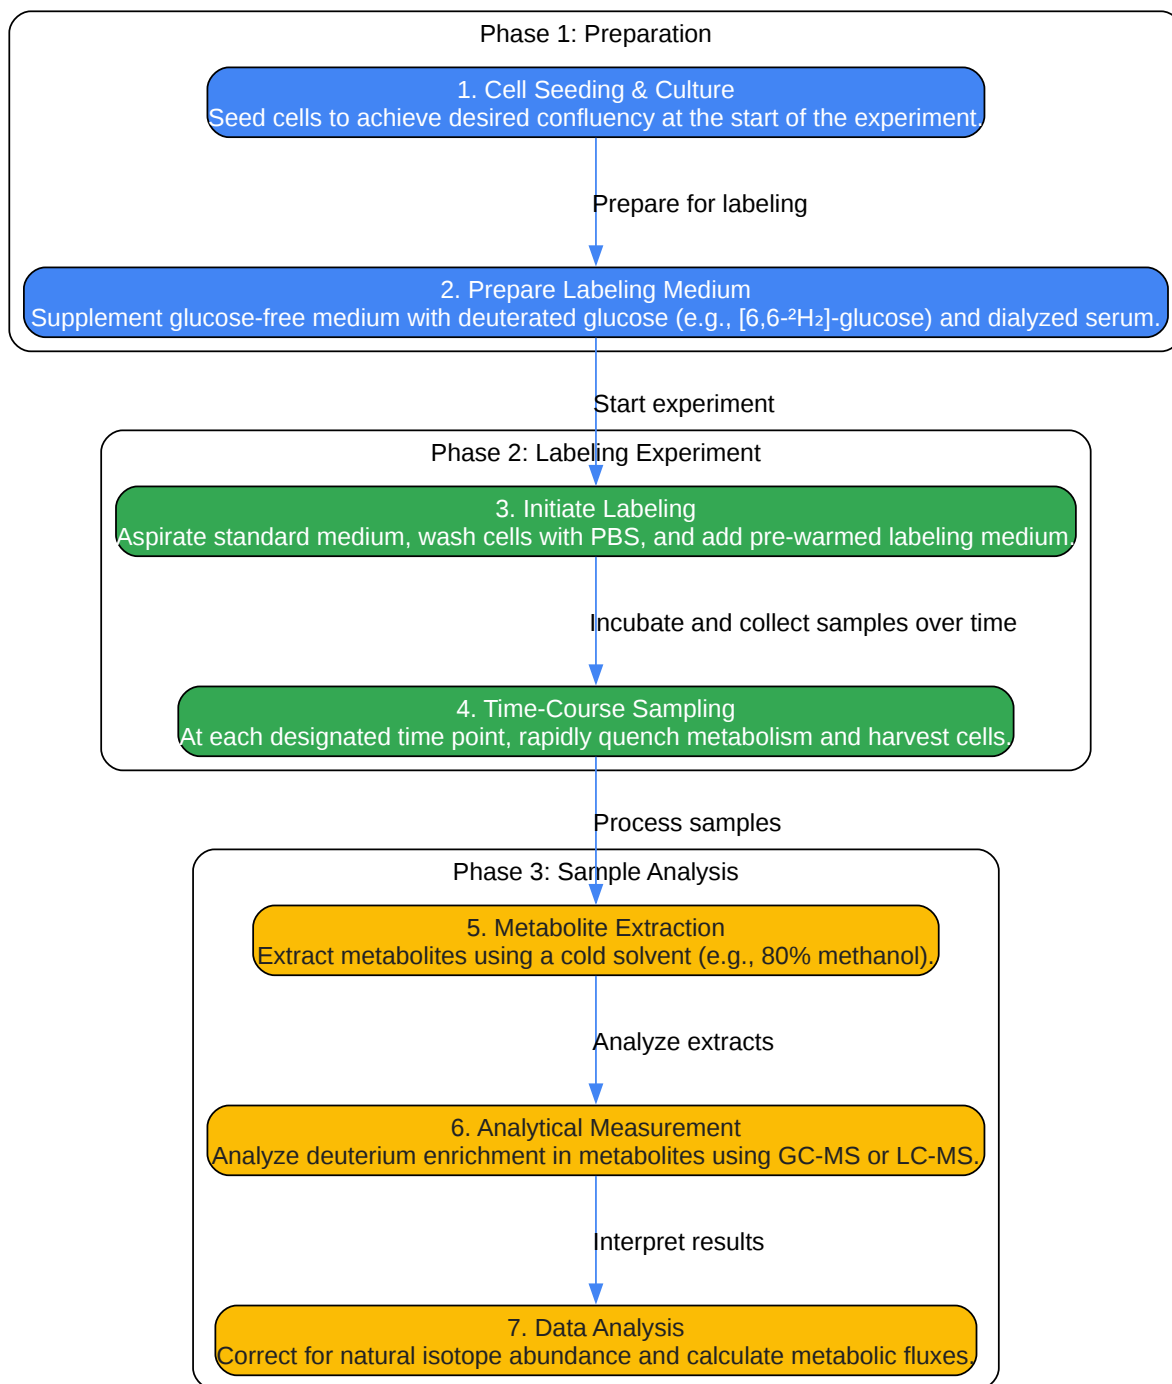 Phase 1: Preparation
1. Cell Seeding & Culture
Seed cells to achieve desired confluency at the start of the experiment.
Prepare for labeling
2. Prepare Labeling Medium
Supplement glucose-free medium with deuterated glucose (e.g., [6,6-²H₂]-glucose) and dialyzed serum.
Start experiment
Phase 2: Labeling Experiment
3. Initiate Labeling
Aspirate standard medium, wash cells with PBS, and add pre-warmed labeling medium.
Incubate and collect samples over time
4. Time-Course Sampling
At each designated time point, rapidly quench metabolism and harvest cells.
Process samples
Phase 3: Sample Analysis
5. Metabolite Extraction
Extract metabolites using a cold solvent (e.g., 80% methanol).
Analyze extracts
6. Analytical Measurement
Analyze deuterium enrichment in metabolites using GC-MS or LC-MS.
Interpret results
7. Data Analysis
Correct for natural isotope abundance and calculate metabolic fluxes.